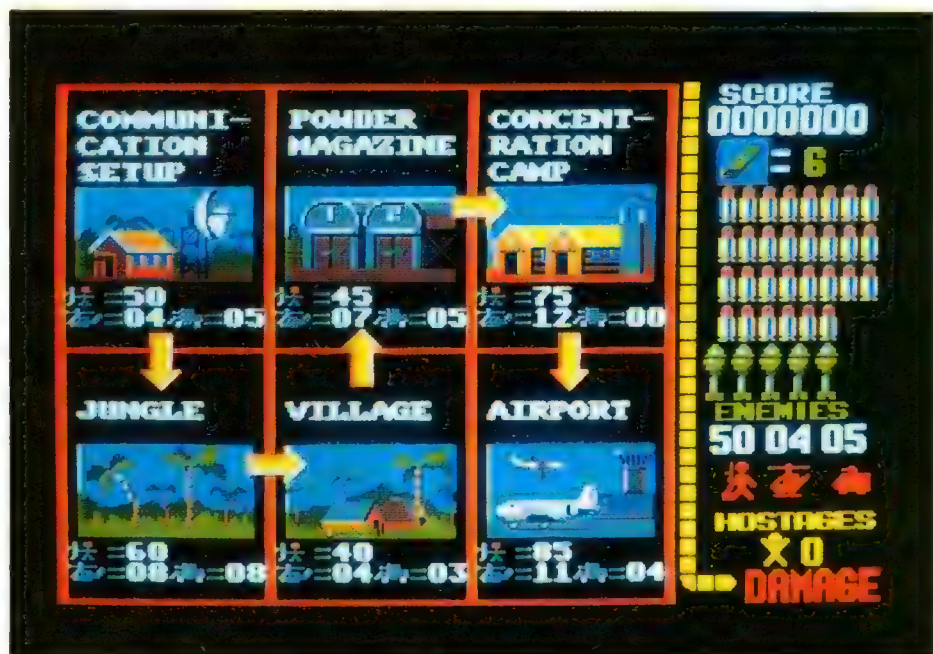 COMMUNI-
CATION
SETUP
=50
=04 =05
POWDER
MAGAZINE
=45
=07 =05
CONCENT-
RATION
CAMP
=75
=12 =00
JUNGLE
=60
=08 =08
VILLAGE
=40
=04 =03
AIRPORT
=85
=11 =04
SCORE
0000000
= 6
ENEMIES
50 04 05
HOSTAGES
0
DAMAGE